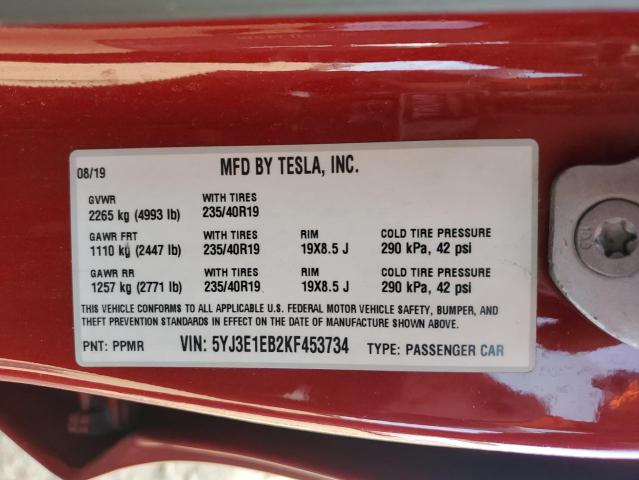 08/19 MFD BY TESLA, INC.
GVWR WITH TIRES
2265 kg (4993 lb) 235/40R19
GAWR FRT WITH TIRES RIM COLD TIRE PRESSURE
1110 kg (2447 lb) 235/40R19 19X8.5 J 290 kPa, 42 psi
GAWR RR WITH TIRES RIM COLD TIRE PRESSURE
1257 kg (2771 lb) 235/40R19 19X8.5 J 290 kPa, 42 psi
THIS VEHICLE CONFORMS TO ALL APPLICABLE U.S. FEDERAL MOTOR VEHICLE SAFETY, BUMPER, AND
THEFT PREVENTION STANDARDS IN EFFECT ON THE DATE OF MANUFACTURE SHOWN ABOVE.
PNT: PPMR VIN: 5YJ3E1EB2KF453734 TYPE: PASSENGER CAR